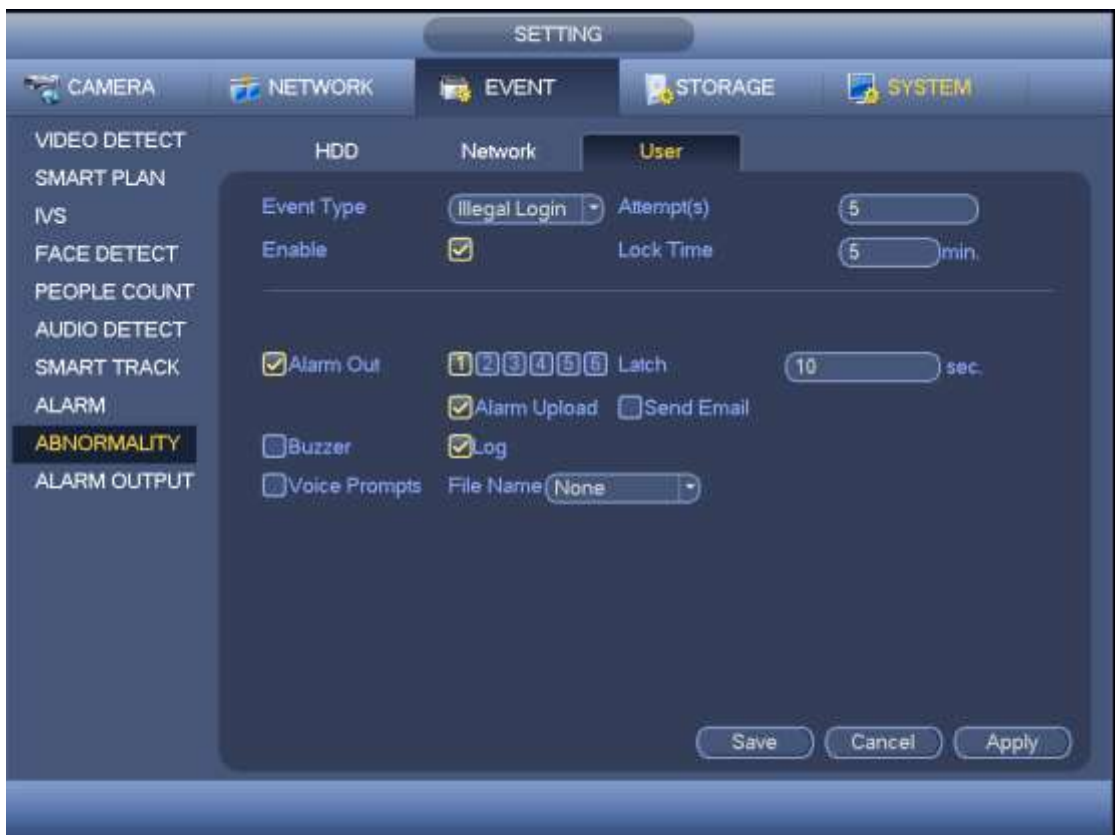 SETTING
CAMERA NETWORK EVENT STORAGE SYSTEM
VIDEO DETECT
SMART PLAN
IVS
FACE DETECT
PEOPLE COUNT
AUDIO DETECT
SMART TRACK
ALARM
ABNORMALITY
ALARM OUTPUT
HDD Network User
Event Type Illegal Login Attempt(s) 5
Enable Lock Time 5 min.
Alarm Out 1 2 3 4 5 6 Latch 10 sec.
Alarm Upload Send Email
Buzzer Log
Voice Prompts File Name None
Save Cancel Apply